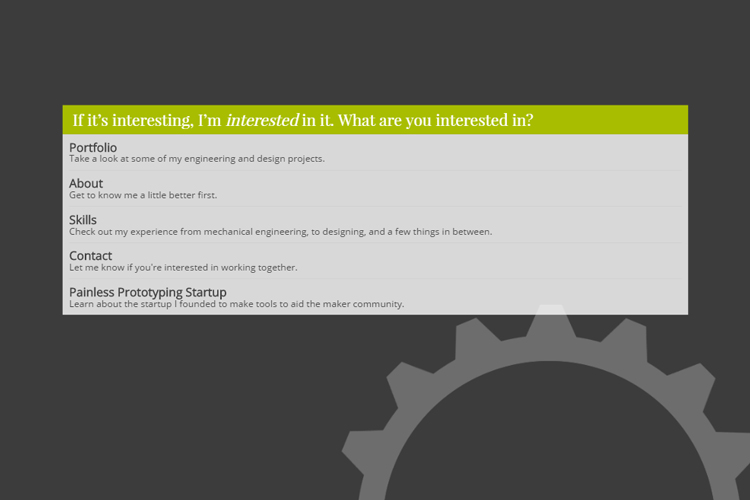 If it's interesting, I'm interested in it. What are you interested in?
Portfolio
Take a look at some of my engineering and design projects.
About
Get to know me a little better first.
Skills
Check out my experience from mechanical engineering, to designing, and a few things in between.
Contact
Let me know if you're interested in working together.
Painless Prototyping Startup
Learn about the startup I founded to make tools to aid the maker community.